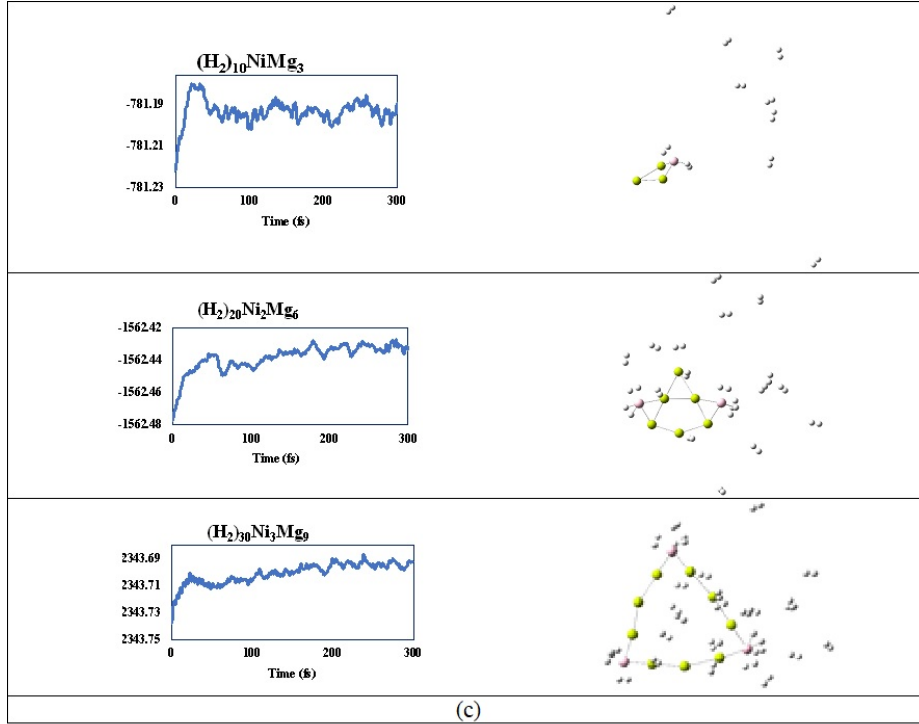 (H₂)₁₀NiMg₃
-781.19
-781.21
-781.23
0 100 200 300
Time (fs)
(H₂)₂₀Ni₂Mg₆
-1562.42
-1562.44
-1562.46
-1562.48
0 100 200 300
Time (fs)
(H₂)₃₀Ni₃Mg₉
2343.69
2343.71
2343.73
2343.75
0 100 200 300
Time (fs)
(c)